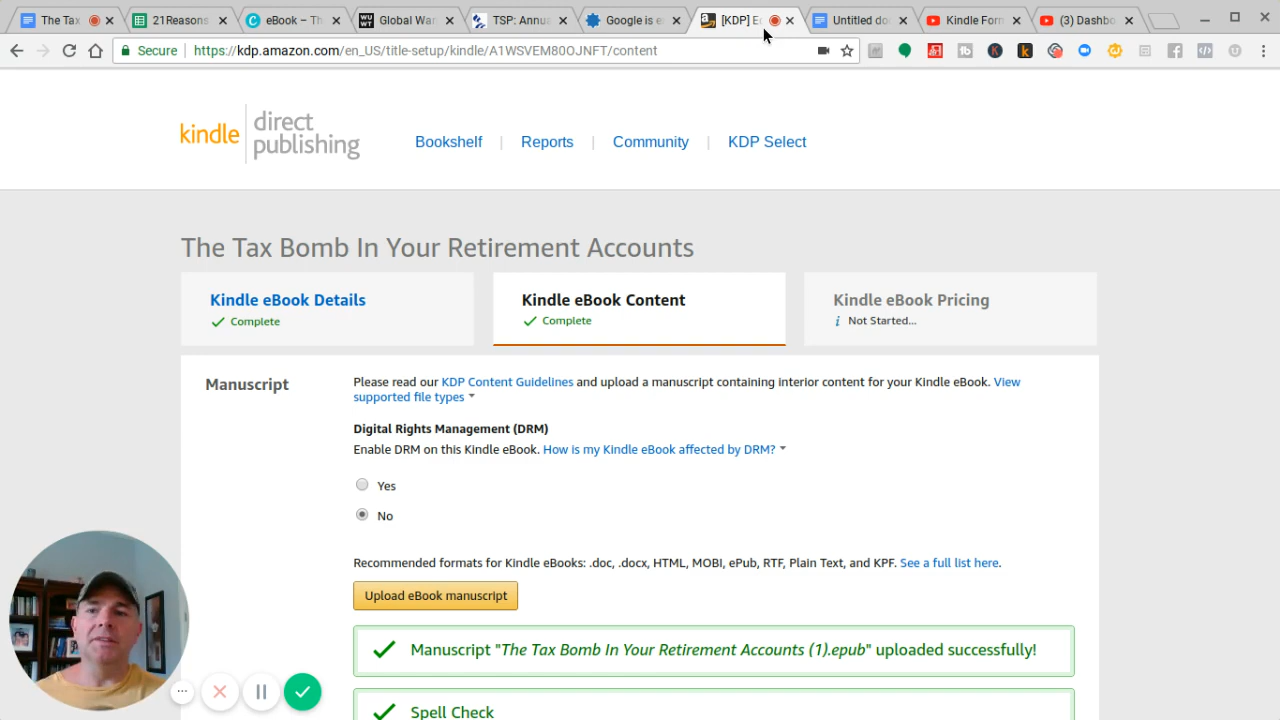 The Tax
21Reasons
eBook – Th
Global War
TSP: Annua
Google is e
[KDP] E
Untitled do
Kindle Form
(3) Dashbo
Secure
https://kdp.amazon.com/en_US/title-setup/kindle/A1WSVEM80OJNFT/content
kindle direct publishing
Bookshelf | Reports | Community | KDP Select
The Tax Bomb In Your Retirement Accounts
Kindle eBook Details
Complete
Kindle eBook Content
Complete
Kindle eBook Pricing
Not Started...
Manuscript
Please read our KDP Content Guidelines and upload a manuscript containing interior content for your Kindle eBook. View
supported file types
Digital Rights Management (DRM)
Enable DRM on this Kindle eBook. How is my Kindle eBook affected by DRM?
Yes
No
Recommended formats for Kindle eBooks: .doc, .docx, HTML, MOBI, ePub, RTF, Plain Text, and KPF. See a full list here.
Upload eBook manuscript
Manuscript "The Tax Bomb In Your Retirement Accounts (1).epub" uploaded successfully!
Spell Check